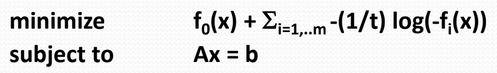 minimize f₀(x) + Σᵢ₌₁,..ₘ -(1/t) log(-fᵢ(x))
subject to Ax = b